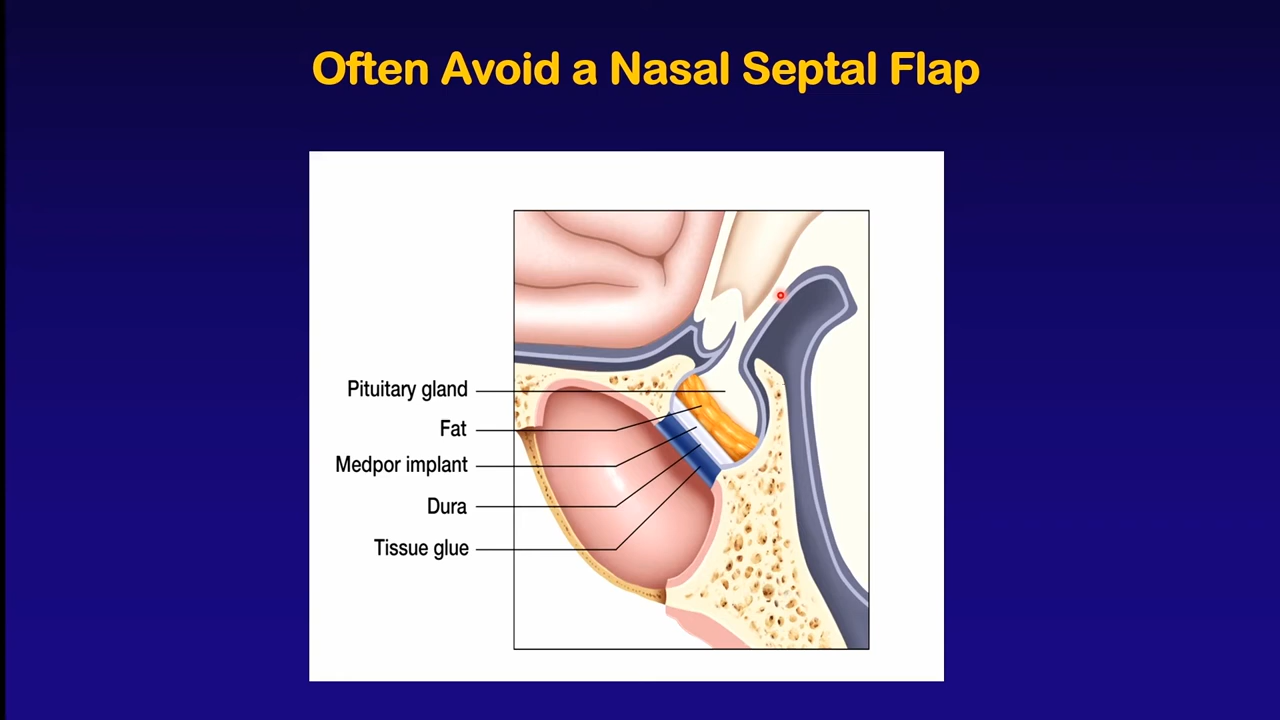 Often Avoid a Nasal Septal Flap
Pituitary gland
Fat
Medpor implant
Dura
Tissue glue